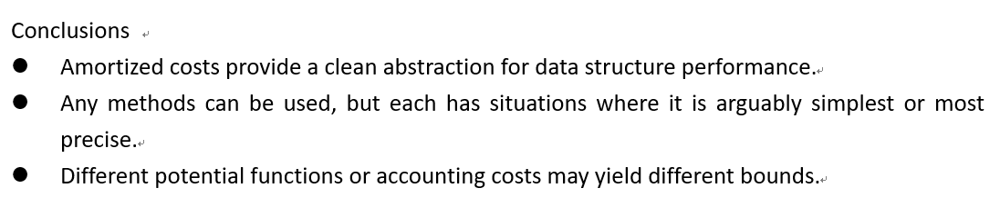 Conclusions
● Amortized costs provide a clean abstraction for data structure performance.
● Any methods can be used, but each has situations where it is arguably simplest or most
precise.
● Different potential functions or accounting costs may yield different bounds.